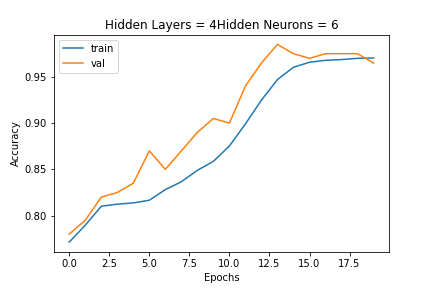 Hidden Layers = 4Hidden Neurons = 6
train
val
Accuracy
0.95
0.90
0.85
0.80
0.0 2.5 5.0 7.5 10.0 12.5 15.0 17.5
Epochs